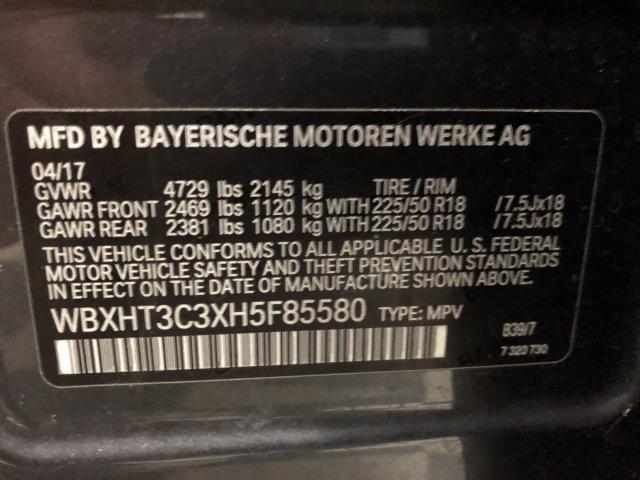 MFD BY BAYERISCHE MOTOREN WERKE AG
04/17
GVWR 4729 lbs 2145 kg TIRE / RIM
GAWR FRONT 2469 lbs 1120 kg WITH 225/50 R18 /7.5Jx18
GAWR REAR 2381 lbs 1080 kg WITH 225/50 R18 /7.5Jx18
THIS VEHICLE CONFORMS TO ALL APPLICABLE U.S. FEDERAL
MOTOR VEHICLE SAFETY AND THEFT PREVENTION STANDARDS
IN EFFECT ON THE DATE OF MANUFACTURE SHOWN ABOVE.
WBXHT3C3XH5F85580 TYPE: MPV
B39/7
7 320 730